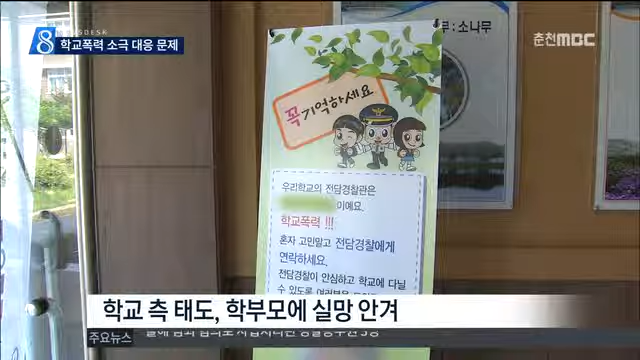 NEWSDESK
8 학교폭력 소극 대응 문제
춘천MBC
무 : 소나무
꼭 기억하세요
우리학교의 전담경찰관은
이예요.
학교폭력 !!!
혼자 고민말고 전담경찰에게
연락하세요.
전담경찰이 안심하고 학교에 다닐
수 있도록
학교 측 태도, 학부모에 실망 안겨
주요뉴스